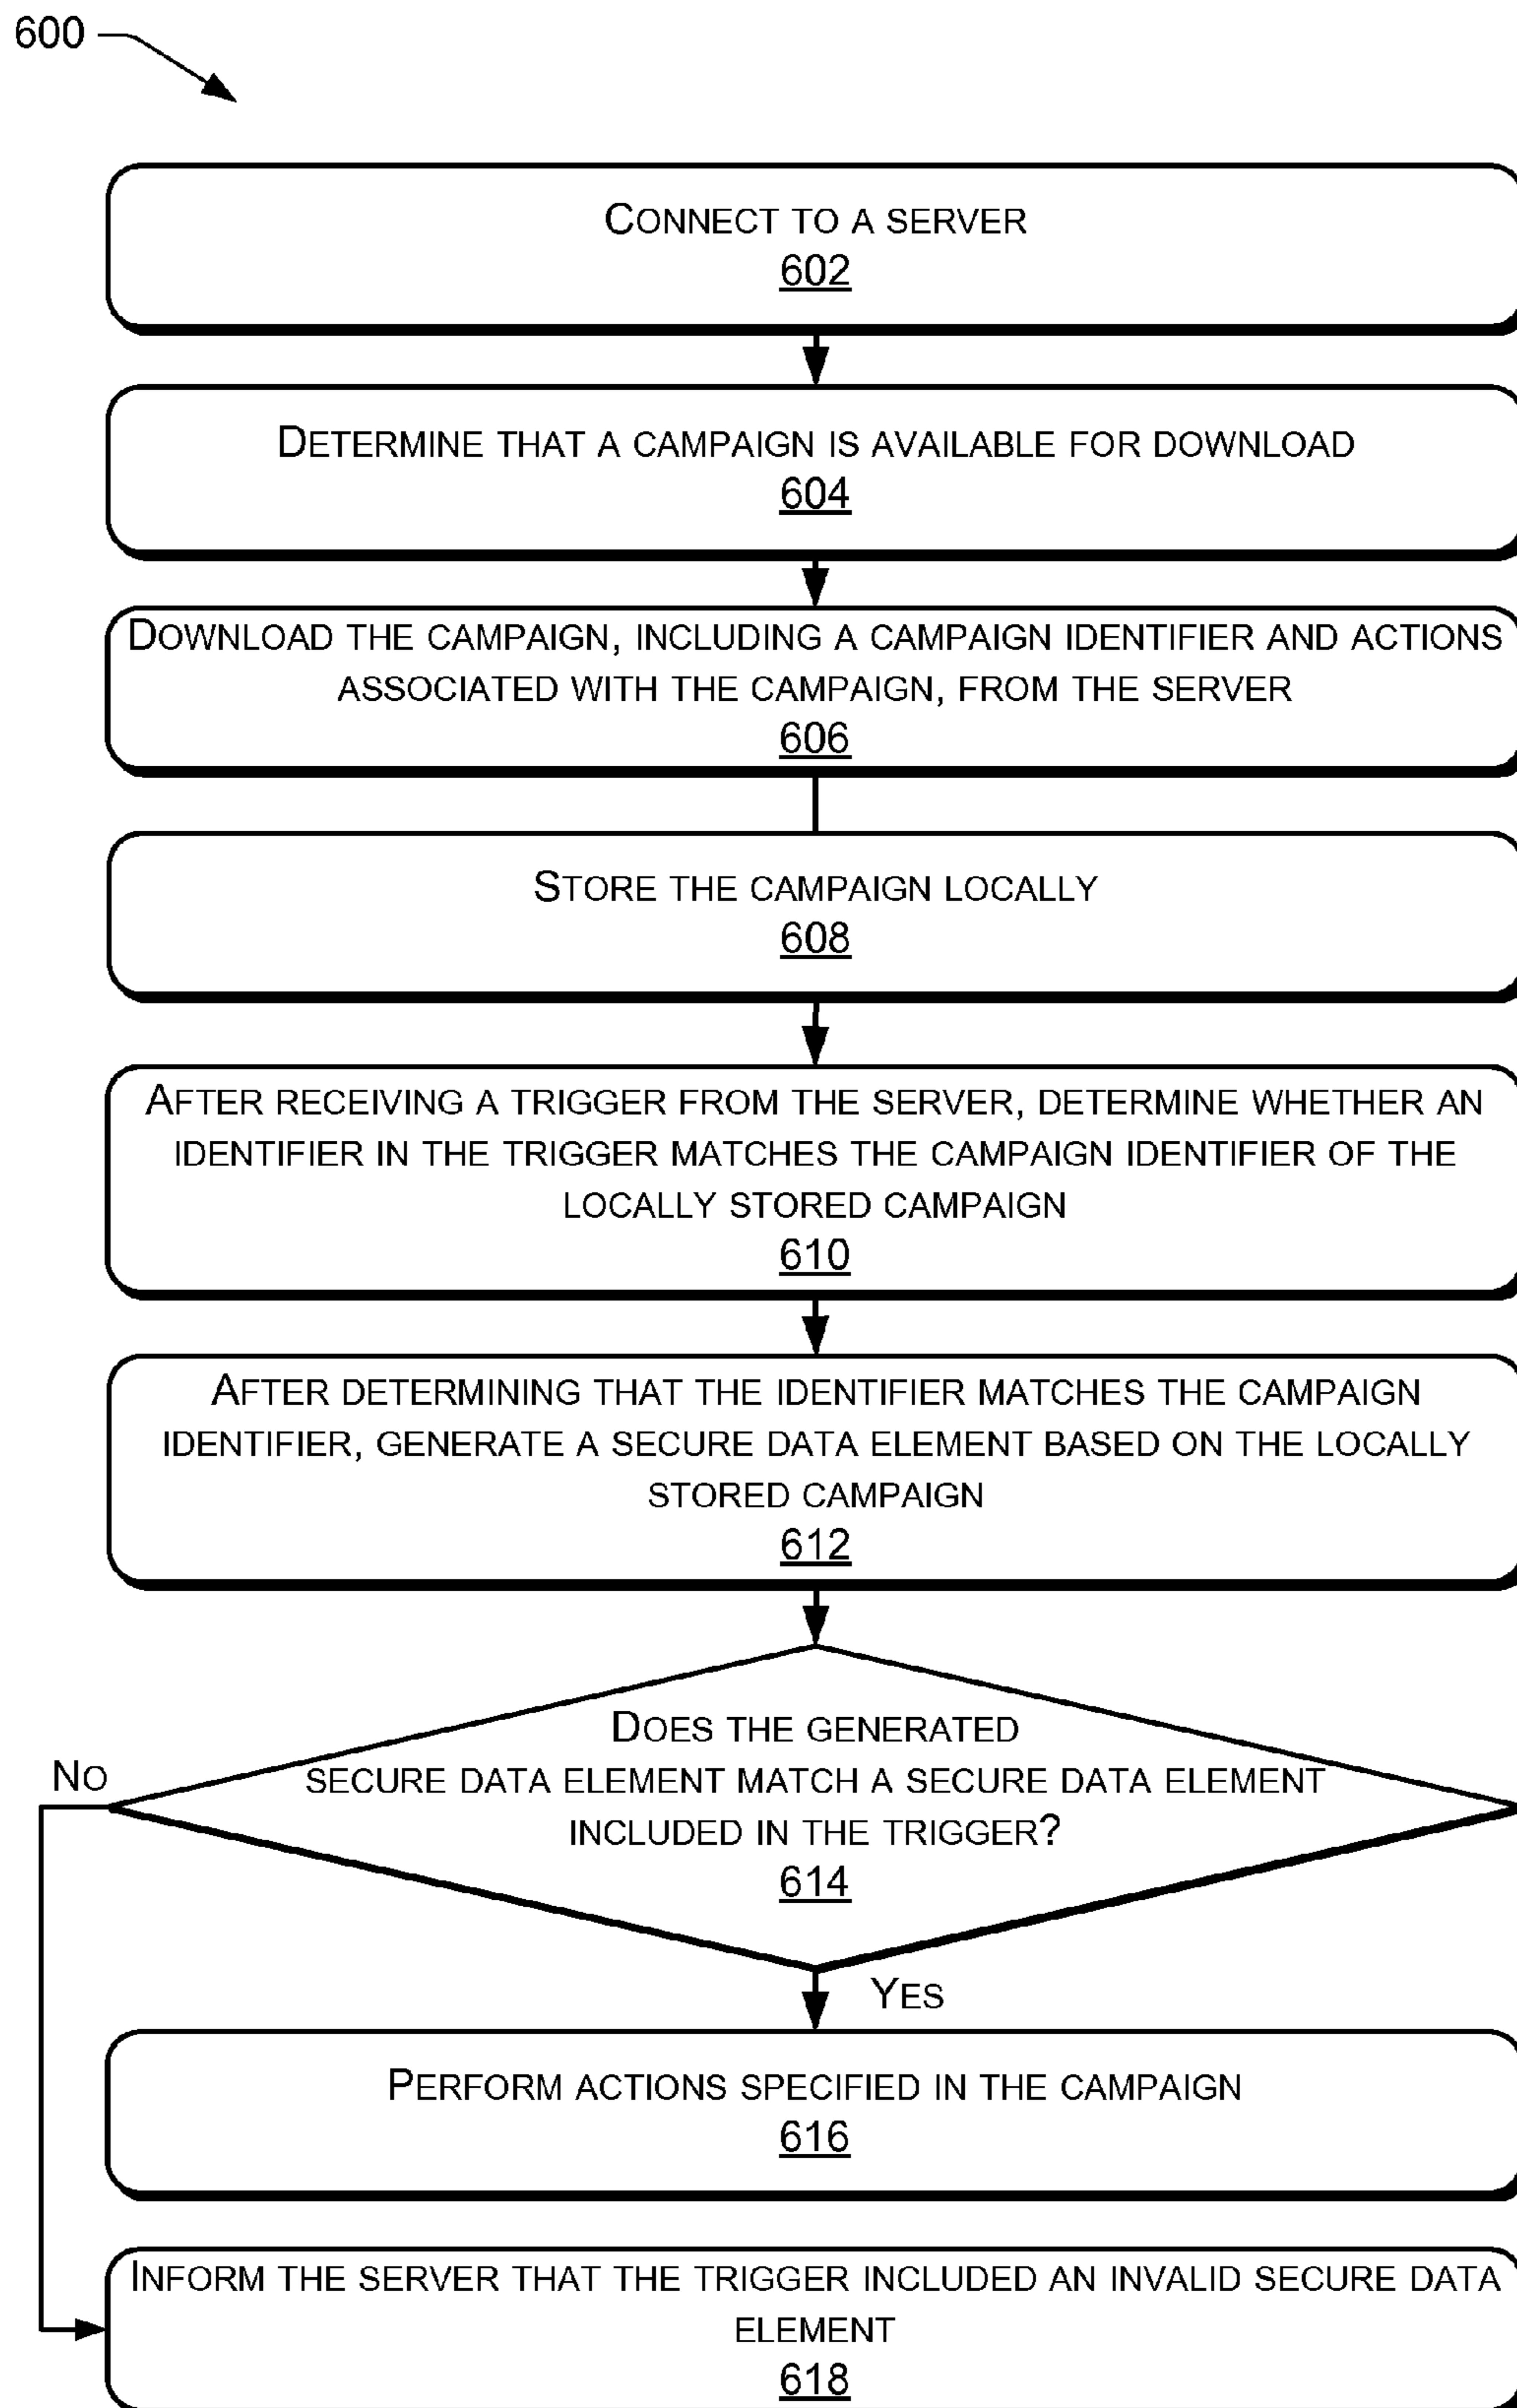 600
CONNECT TO A SERVER
602
DETERMINE THAT A CAMPAIGN IS AVAILABLE FOR DOWNLOAD
604
DOWNLOAD THE CAMPAIGN, INCLUDING A CAMPAIGN IDENTIFIER AND ACTIONS
ASSOCIATED WITH THE CAMPAIGN, FROM THE SERVER
606
STORE THE CAMPAIGN LOCALLY
608
AFTER RECEIVING A TRIGGER FROM THE SERVER, DETERMINE WHETHER AN
IDENTIFIER IN THE TRIGGER MATCHES THE CAMPAIGN IDENTIFIER OF THE
LOCALLY STORED CAMPAIGN
610
AFTER DETERMINING THAT THE IDENTIFIER MATCHES THE CAMPAIGN
IDENTIFIER, GENERATE A SECURE DATA ELEMENT BASED ON THE LOCALLY
STORED CAMPAIGN
612
DOES THE GENERATED
SECURE DATA ELEMENT MATCH A SECURE DATA ELEMENT
INCLUDED IN THE TRIGGER?
614
NO
YES
PERFORM ACTIONS SPECIFIED IN THE CAMPAIGN
616
INFORM THE SERVER THAT THE TRIGGER INCLUDED AN INVALID SECURE DATA
ELEMENT
618